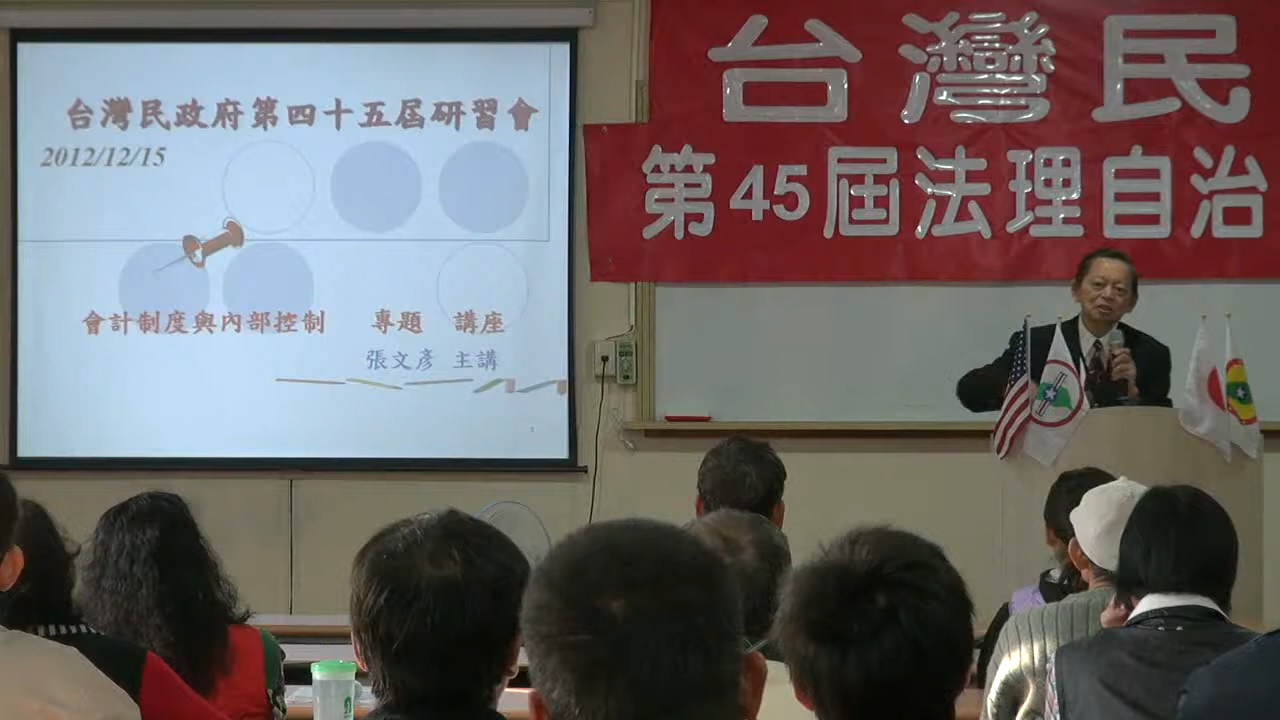 台灣民政府第四十五屆研習會
2012/12/15
會計制度與內部控制 專題 講座
張文彥 主講
台灣民
第45屆法理自治